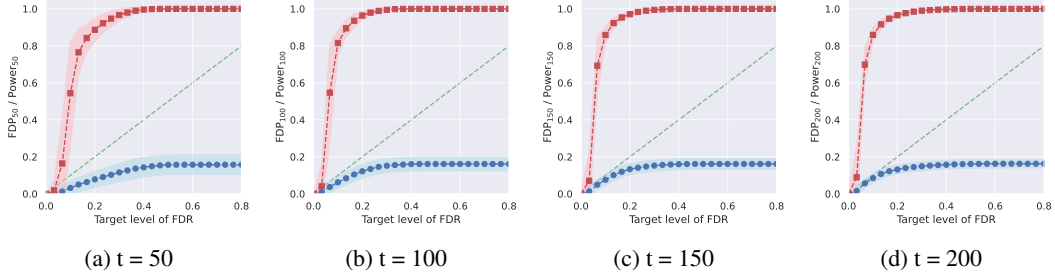 1.0
0.8
0.6
0.4
0.2
0.0
FDP₅₀ / Power₅₀
0.0 0.2 0.4 0.6 0.8
Target level of FDR
(a) t = 50
1.0
0.8
0.6
0.4
0.2
0.0
FDP₁₀₀ / Power₁₀₀
0.0 0.2 0.4 0.6 0.8
Target level of FDR
(b) t = 100
1.0
0.8
0.6
0.4
0.2
0.0
FDP₁₅₀ / Power₁₅₀
0.0 0.2 0.4 0.6 0.8
Target level of FDR
(c) t = 150
1.0
0.8
0.6
0.4
0.2
0.0
FDP₂₀₀ / Power₂₀₀
0.0 0.2 0.4 0.6 0.8
Target level of FDR
(d) t = 200